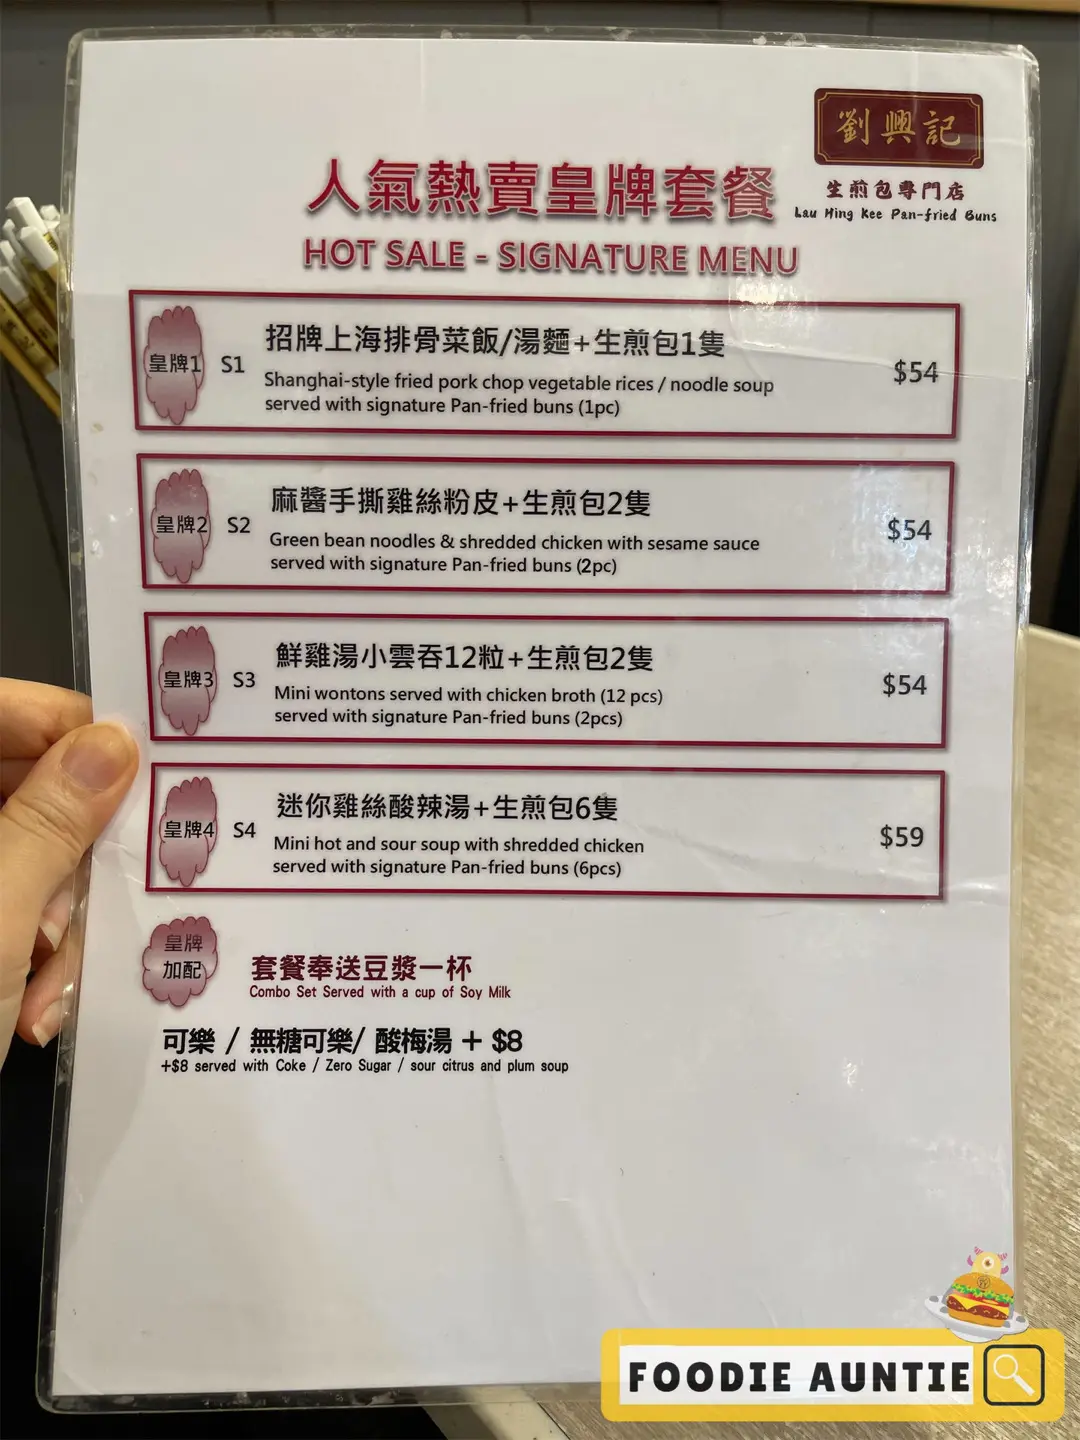 劉興記
生煎包專門店
Lau Hing Kee Pan-fried Buns
人氣熱賣皇牌套餐
HOT SALE - SIGNATURE MENU
皇牌1 S1 招牌上海排骨菜飯/湯麵+生煎包1隻 $54
Shanghai-style fried pork chop vegetable rices / noodle soup
served with signature Pan-fried buns (1pc)
皇牌2 S2 麻醬手撕雞絲粉皮+生煎包2隻 $54
Green bean noodles & shredded chicken with sesame sauce
served with signature Pan-fried buns (2pc)
皇牌3 S3 鮮雞湯小雲吞12粒+生煎包2隻 $54
Mini wontons served with chicken broth (12 pcs)
served with signature Pan-fried buns (2pcs)
皇牌4 S4 迷你雞絲酸辣湯+生煎包6隻 $59
Mini hot and sour soup with shredded chicken
served with signature Pan-fried buns (6pcs)
皇牌
加配
套餐奉送豆漿一杯
Combo Set Served with a cup of Soy Milk
可樂 / 無糖可樂/ 酸梅湯 + $8
+$8 served with Coke / Zero Sugar / sour citrus and plum soup
FOODIE AUNTIE